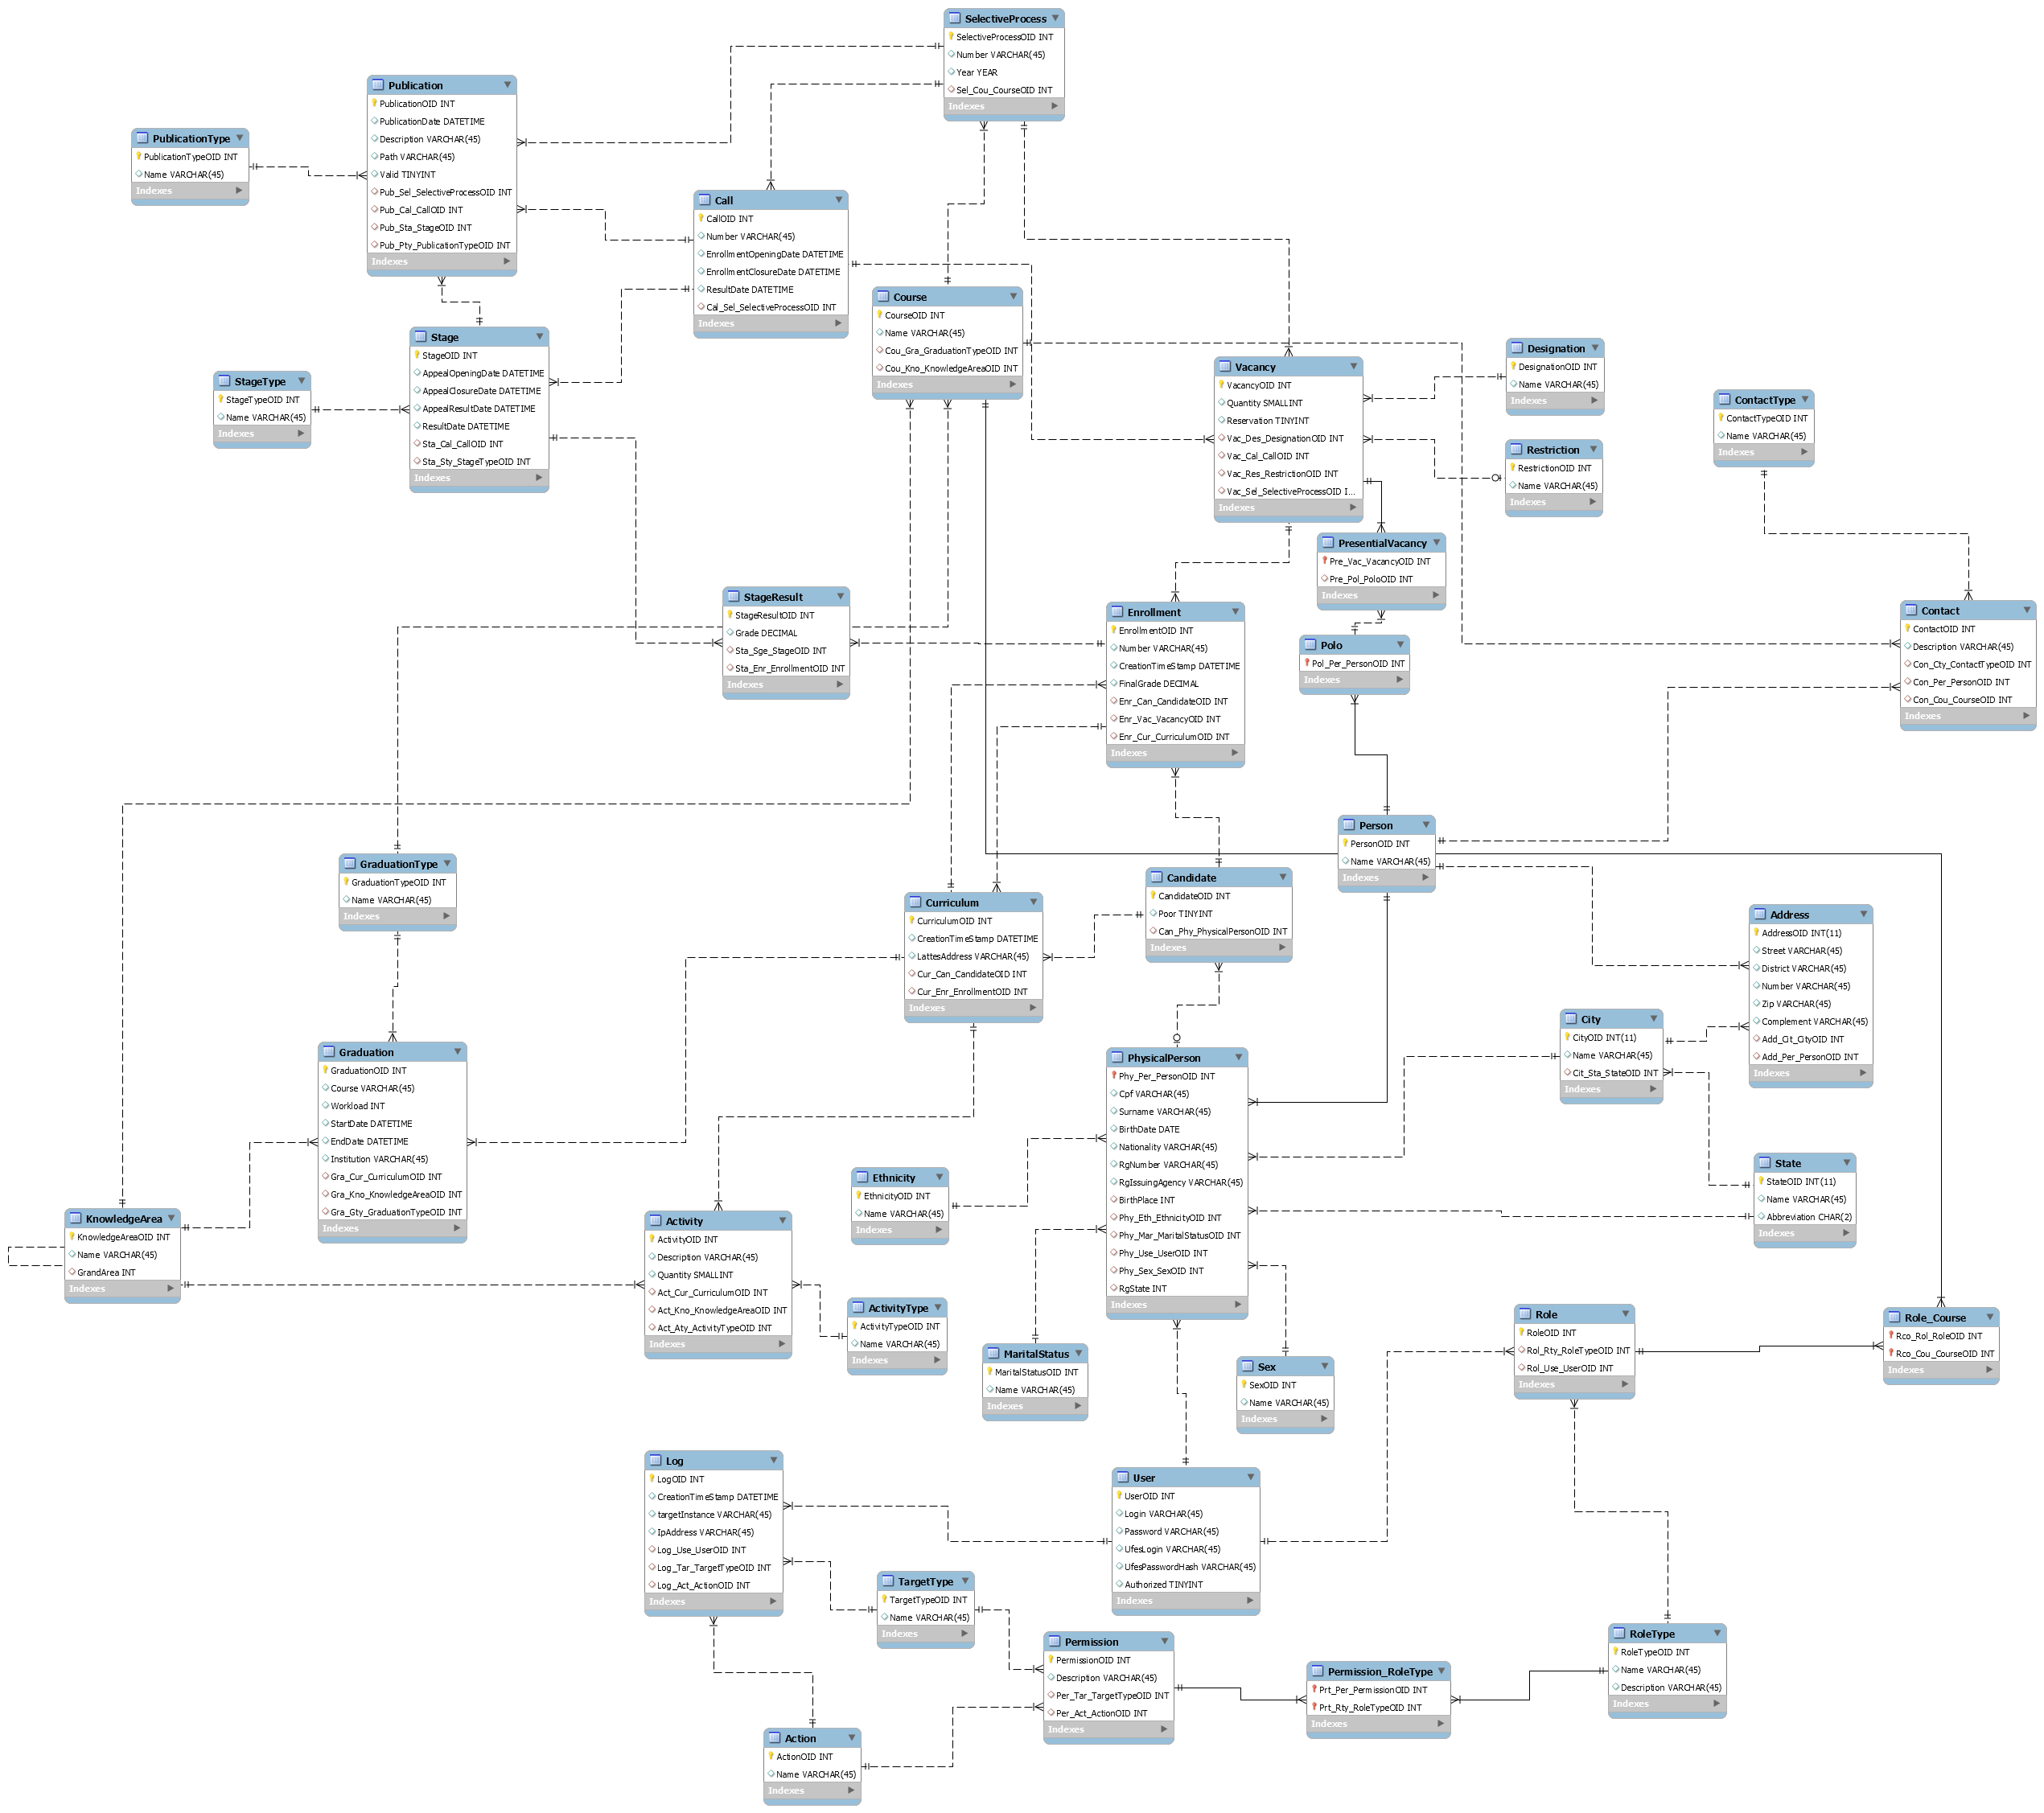 SelectiveProcess
SelectiveProcessOID INT
Number VARCHAR(45)
Year YEAR
Sel_Cou_CourseOID INT
Indexes
Publication
PublicationOID INT
PublicationDate DATETIME
Description VARCHAR(45)
Path VARCHAR(45)
Valid TINYINT
Pub_Sel_SelectiveProcessOID INT
Pub_Cal_CallOID INT
Pub_Sta_StageOID INT
Pub_Pty_PublicationTypeOID INT
Indexes
PublicationType
PublicationTypeOID INT
Name VARCHAR(45)
Indexes
Call
CallOID INT
Number VARCHAR(45)
EnrollmentOpeningDate DATETIME
EnrollmentClosureDate DATETIME
ResultDate DATETIME
Cal_Sel_SelectiveProcessOID INT
Indexes
Course
CourseOID INT
Name VARCHAR(45)
Cou_Gra_GraduationTypeOID INT
Cou_Kno_KnowledgeAreaOID INT
Indexes
Stage
StageOID INT
AppealOpeningDate DATETIME
AppealClosureDate DATETIME
AppealResultDate DATETIME
ResultDate DATETIME
Sta_Cal_CallOID INT
Sta_Sty_StageTypeOID INT
Indexes
StageType
StageTypeOID INT
Name VARCHAR(45)
Indexes
Vacancy
VacancyOID INT
Quantity SMALLINT
Reservation TINYINT
Vac_Des_DesignationOID INT
Vac_Cal_CallOID INT
Vac_Res_RestrictionOID INT
Vac_Sel_SelectiveProcessOID I...
Indexes
Designation
DesignationOID INT
Name VARCHAR(45)
Indexes
Restriction
RestrictionOID INT
Name VARCHAR(45)
Indexes
ContactType
ContactTypeOID INT
Name VARCHAR(45)
Indexes
PresentialVacancy
Pre_Vac_VacancyOID INT
Pre_Pol_PoloOID INT
Indexes
StageResult
StageResultOID INT
Grade DECIMAL
Sta_Sge_StageOID INT
Sta_Enr_EnrollmentOID INT
Indexes
Enrollment
EnrollmentOID INT
Number VARCHAR(45)
CreationTimeStamp DATETIME
FinalGrade DECIMAL
Enr_Can_CandidateOID INT
Enr_Vac_VacancyOID INT
Enr_Cur_CurriculumOID INT
Indexes
Polo
Pol_Per_PersonOID INT
Indexes
Contact
ContactOID INT
Description VARCHAR(45)
Con_Cty_ContactTypeOID INT
Con_Per_PersonOID INT
Con_Cou_CourseOID INT
Indexes
Person
PersonOID INT
Name VARCHAR(45)
Indexes
GraduationType
GraduationTypeOID INT
Name VARCHAR(45)
Indexes
Curriculum
CurriculumOID INT
CreationTimeStamp DATETIME
LattesAddress VARCHAR(45)
Cur_Can_CandidateOID INT
Cur_Enr_EnrollmentOID INT
Indexes
Candidate
CandidateOID INT
Poor TINYINT
Can_Phy_PhysicalPersonOID INT
Indexes
Address
AddressOID INT(11)
Street VARCHAR(45)
District VARCHAR(45)
Number VARCHAR(45)
Zip VARCHAR(45)
Complement VARCHAR(45)
Add_Cit_CityOID INT
Add_Per_PersonOID INT
Indexes
City
CityOID INT(11)
Name VARCHAR(45)
Cit_Sta_StateOID INT
Indexes
Graduation
GraduationOID INT
Course VARCHAR(45)
Workload INT
StartDate DATETIME
EndDate DATETIME
Institution VARCHAR(45)
Gra_Cur_CurriculumOID INT
Gra_Kno_KnowledgeAreaOID INT
Gra_Gty_GraduationTypeOID INT
Indexes
PhysicalPerson
Phy_Per_PersonOID INT
Cpf VARCHAR(45)
Surname VARCHAR(45)
BirthDate DATE
Nationality VARCHAR(45)
RgNumber VARCHAR(45)
RgIssuingAgency VARCHAR(45)
BirthPlace INT
Phy_Eth_EthnicityOID INT
Phy_Mar_MaritalStatusOID INT
Phy_Use_UserOID INT
Phy_Sex_SexOID INT
RgState INT
Indexes
State
StateOID INT(11)
Name VARCHAR(45)
Abbreviation CHAR(2)
Indexes
Ethnicity
EthnicityOID INT
Name VARCHAR(45)
Indexes
KnowledgeArea
KnowledgeAreaOID INT
Name VARCHAR(45)
GrandArea INT
Indexes
Activity
ActivityOID INT
Description VARCHAR(45)
Quantity SMALLINT
Act_Cur_CurriculumOID INT
Act_Kno_KnowledgeAreaOID INT
Act_Aty_ActivityTypeOID INT
Indexes
ActivityType
ActivityTypeOID INT
Name VARCHAR(45)
Indexes
MaritalStatus
MaritalStatusOID INT
Name VARCHAR(45)
Indexes
Sex
SexOID INT
Name VARCHAR(45)
Indexes
Role
RoleOID INT
Rol_Rty_RoleTypeOID INT
Rol_Use_UserOID INT
Indexes
Role_Course
Rco_Rol_RoleOID INT
Rco_Cou_CourseOID INT
Indexes
Log
LogOID INT
CreationTimeStamp DATETIME
targetInstance VARCHAR(45)
IpAddress VARCHAR(45)
Log_Use_UserOID INT
Log_Tar_TargetTypeOID INT
Log_Act_ActionOID INT
Indexes
User
UserOID INT
Login VARCHAR(45)
Password VARCHAR(45)
UfesLogin VARCHAR(45)
UfesPasswordHash VARCHAR(45)
Authorized TINYINT
Indexes
TargetType
TargetTypeOID INT
Name VARCHAR(45)
Indexes
Permission
PermissionOID INT
Description VARCHAR(45)
Per_Tar_TargetTypeOID INT
Per_Act_ActionOID INT
Indexes
Permission_RoleType
Prt_Per_PermissionOID INT
Prt_Rty_RoleTypeOID INT
Indexes
RoleType
RoleTypeOID INT
Name VARCHAR(45)
Description VARCHAR(45)
Indexes
Action
ActionOID INT
Name VARCHAR(45)
Indexes